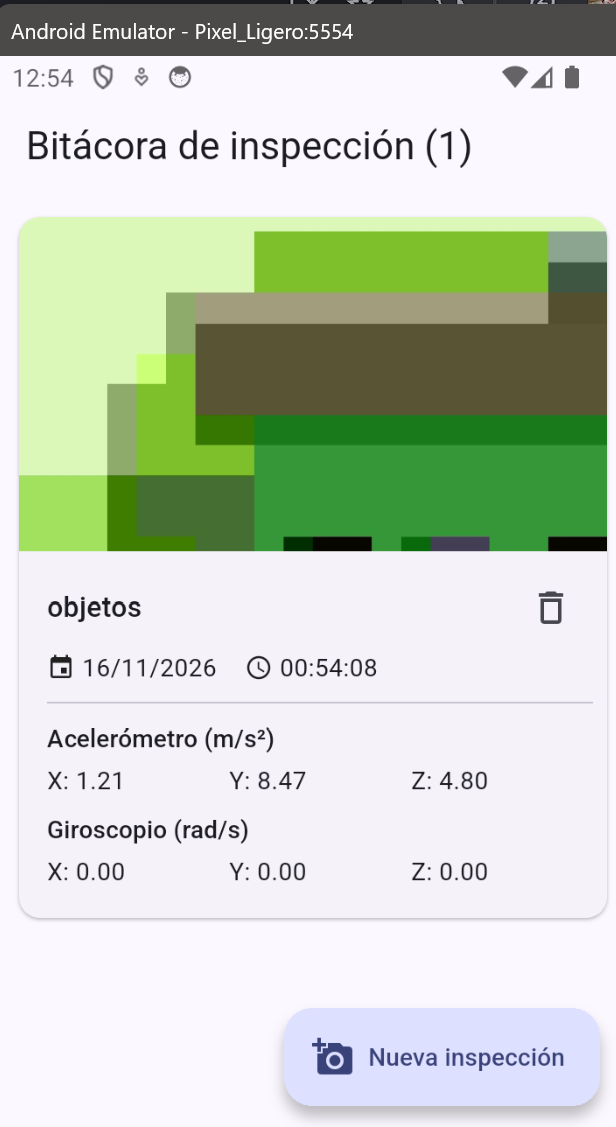 Android Emulator - Pixel_Ligero:5554
12:54
Bitácora de inspección (1)
objetos
16/11/2026 00:54:08
Acelerómetro (m/s²)
X: 1.21 Y: 8.47 Z: 4.80
Giroscopio (rad/s)
X: 0.00 Y: 0.00 Z: 0.00
Nueva inspección